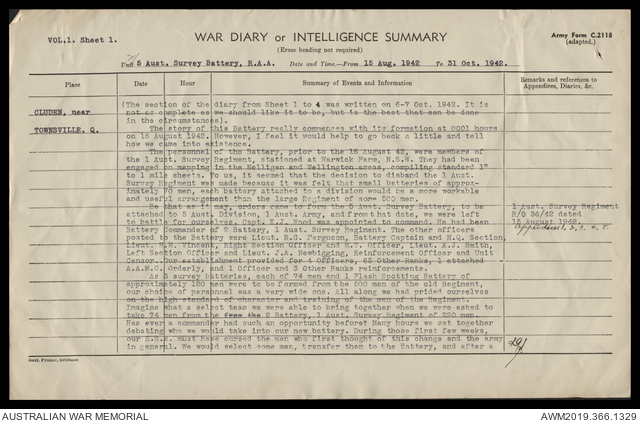 VOL.1. Sheet 1.
WAR DIARY or INTELLIGENCE SUMMARY
(Erase heading not required)
Army Form C.2118
(adapted.)
Unit 5 Aust. Survey Battery, R.A.A. Date and Time.—From 15 Aug. 1942 To 31 Oct. 1942.
Place
Date
Hour
Summary of Events and Information
Remarks and references to
Appendices, Diaries, &c.
CLUDEN, near
TOWNSVILLE, Q.
(The section of the diary from Sheet 1 to 4 was written on 6-7 Oct. 1942. It is
not as complete as we should like it to be, but is the best that can be done
in the circumstances).
The story of this Battery really commences with its formation at 0001 hours
on 16 August 1942. However, I feel it would help to go back a little and tell
how we came into existence.
The personnel of the Battery, prior to the 16 August 42, were members of
the 1 Aust. Survey Regiment, stationed at Warwick Farm, N.S.W. They had been
engaged on mapping in the Nelligan and Wellington areas, compiling standard 1"
to 1 mile sheets. To us, it seemed that the decision to disband the 1 Aust.
Survey Regiment was made because it was felt that small batteries of approx-
imately 70 men, each battery attached to a division would be a more workable
and useful arrangement than the large Regiment of some 500 men.
Be that as it may, orders came to form the 5 Aust. Survey Battery, to be
attached to 5 Aust. Division, 1 Aust. Army, and from that date, we were left
to battle for ourselves. Capt. K.J. Wood was appointed to command. He had been
Battery Commander of 2 Battery, 1 Aust. Survey Regiment. The other officers
posted to the Battery were Lieut. R.G. Ferguson, Battery Captain and H.Q. Section,
Lieut. H.M. Vincent, Right Section Officer and M.T. Officer, Lieut. A.J. Smith,
Left Section Officer and Lieut. J.A. Newbigging, Reinforcement Officer and Unit
Censor. Our establishment provided for 4 Officers, 65 Other Ranks, 1 attached
A.A.M.C. Orderly, and 1 Officer and 3 Other Ranks reinforcements.
As 5 survey batteries, each of 74 men and 1 Flash Spotting Battery of
approximately 120 men were to be formed from the 500 men of the old Regiment,
our choice of personnel was a very wide one. All along we had prided ourselves
on the high standard of character and training of the men of the Regiment.
Imagine what a select team we were able to bring together when we were asked to
take 74 men from the 2 Battery, 1 Aust. Survey Regiment of 220 men.
Has ever a commander had such an opportunity before? Many hours we sat together
debating who we would take into our new battery. During those first few weeks,
our B.S.M. must have cursed the men who first thought of this change and the army
in general. We would select some men, transfer them to the Battery, and after a
1 Aust. Survey Regiment
R/O 36/42 dated
15 August 1942.
Appendices 1, 2, 3, 4, 5.
Govt. Printer, Brisbane
AUSTRALIAN WAR MEMORIAL
AWM2019.366.1329